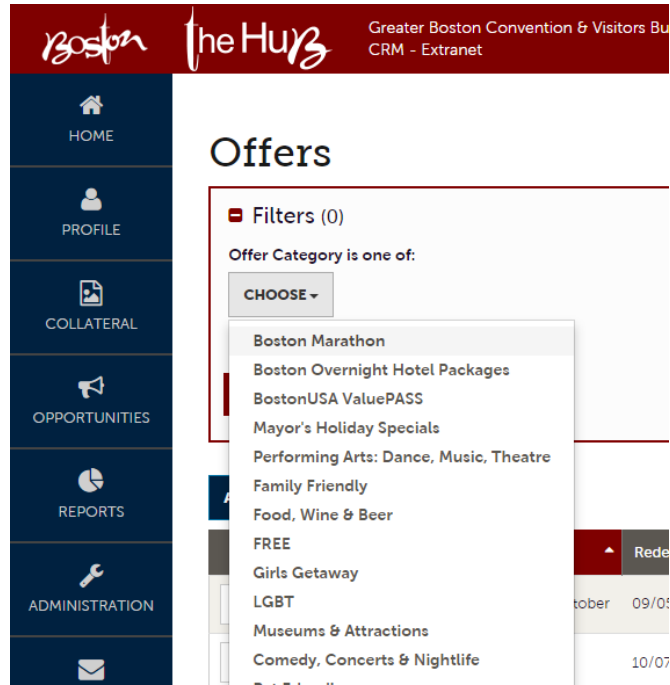 Boston the Hub
Greater Boston Convention & Visitors Bu
CRM - Extranet
HOME
PROFILE
COLLATERAL
OPPORTUNITIES
REPORTS
ADMINISTRATION
Offers
Filters (0)
Offer Category is one of:
CHOOSE
Boston Marathon
Boston Overnight Hotel Packages
BostonUSA ValuePASS
Mayor's Holiday Specials
Performing Arts: Dance, Music, Theatre
Family Friendly
Food, Wine & Beer
FREE
Girls Getaway
LGBT
Museums & Attractions
Comedy, Concerts & Nightlife
Rede
tober 09/05
10/07